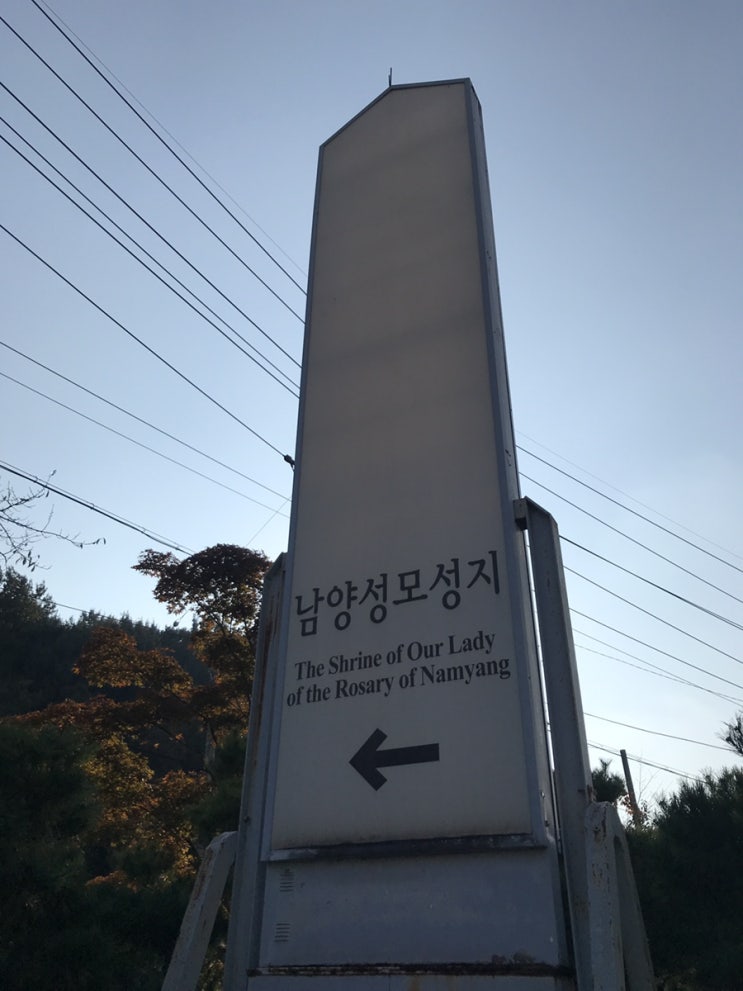 남양성모성지
The Shrine of Our Lady
of the Rosary of Namyang